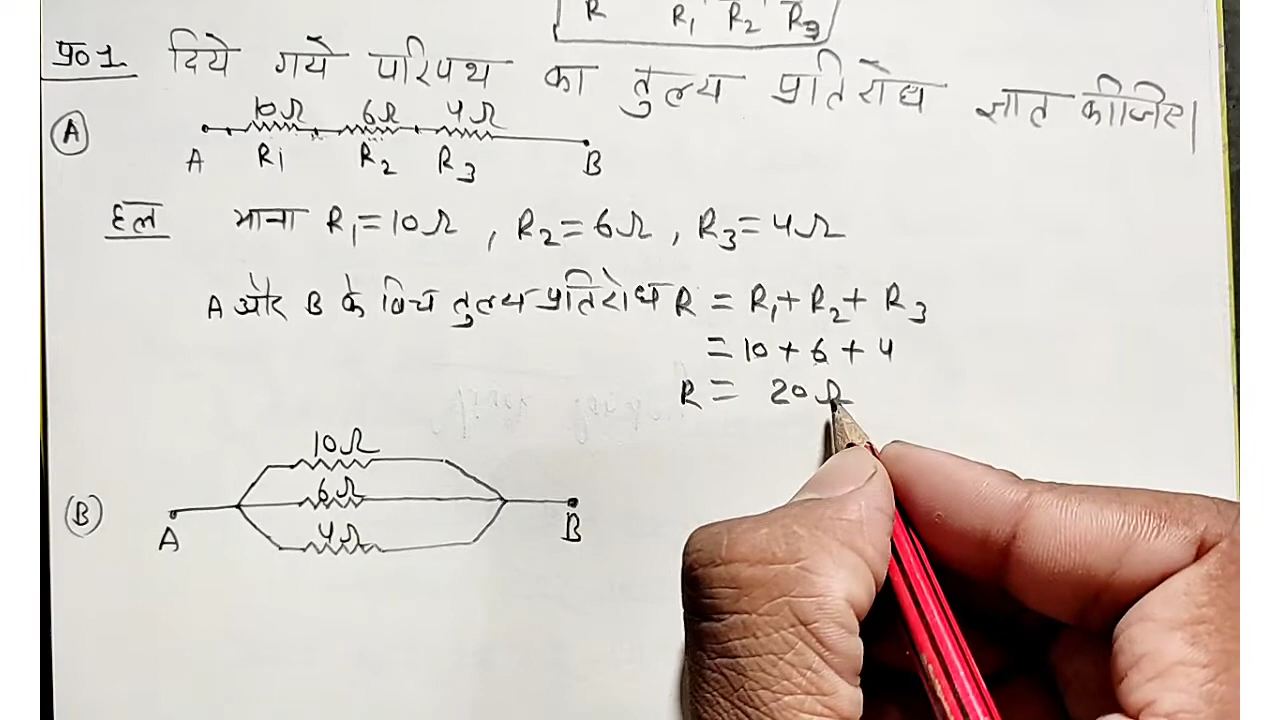 R R₁ R₂ R₃
प्र०1 दिये गये परिपथ का तुल्य प्रतिरोध ज्ञात कीजिए।
(A) 10Ω 6Ω 4Ω
A R₁ R₂ R₃ B
हल माना R₁=10Ω , R₂=6Ω , R₃=4Ω
A और B के विच तुल्य प्रतिरोध R = R₁+R₂+R₃
=10+6+4
R = 20Ω
10Ω
(B) 6Ω
A 4Ω B